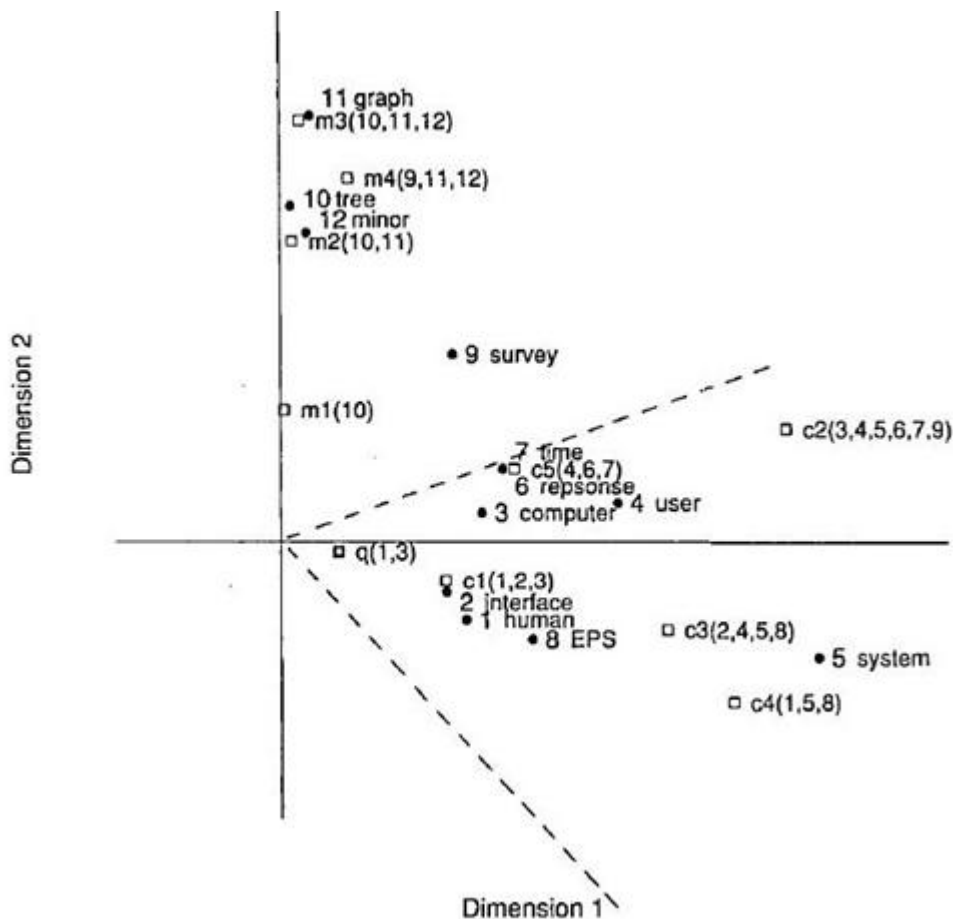 11 graph
m3(10,11,12)
m4(9,11,12)
10 tree
12 minor
m2(10,11)
9 survey
Dimension 2
m1(10)
c2(3,4,5,6,7,9)
7 time
c5(4,6,7)
6 repsonse
4 user
3 computer
q(1,3)
c1(1,2,3)
2 interface
1 human
8 EPS
c3(2,4,5,8)
5 system
c4(1,5,8)
Dimension 1